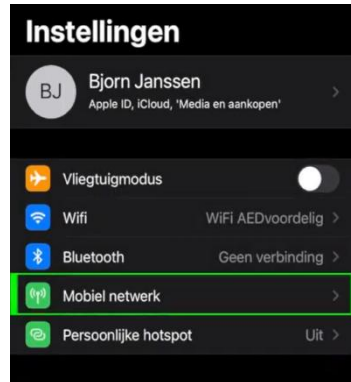 Instellingen
BJ
Bjorn Janssen
Apple ID, iCloud, 'Media en aankopen'
Vliegtuigmodus
Wifi WiFi AEDvoordelig
Bluetooth Geen verbinding
Mobiel netwerk
Persoonlijke hotspot Uit